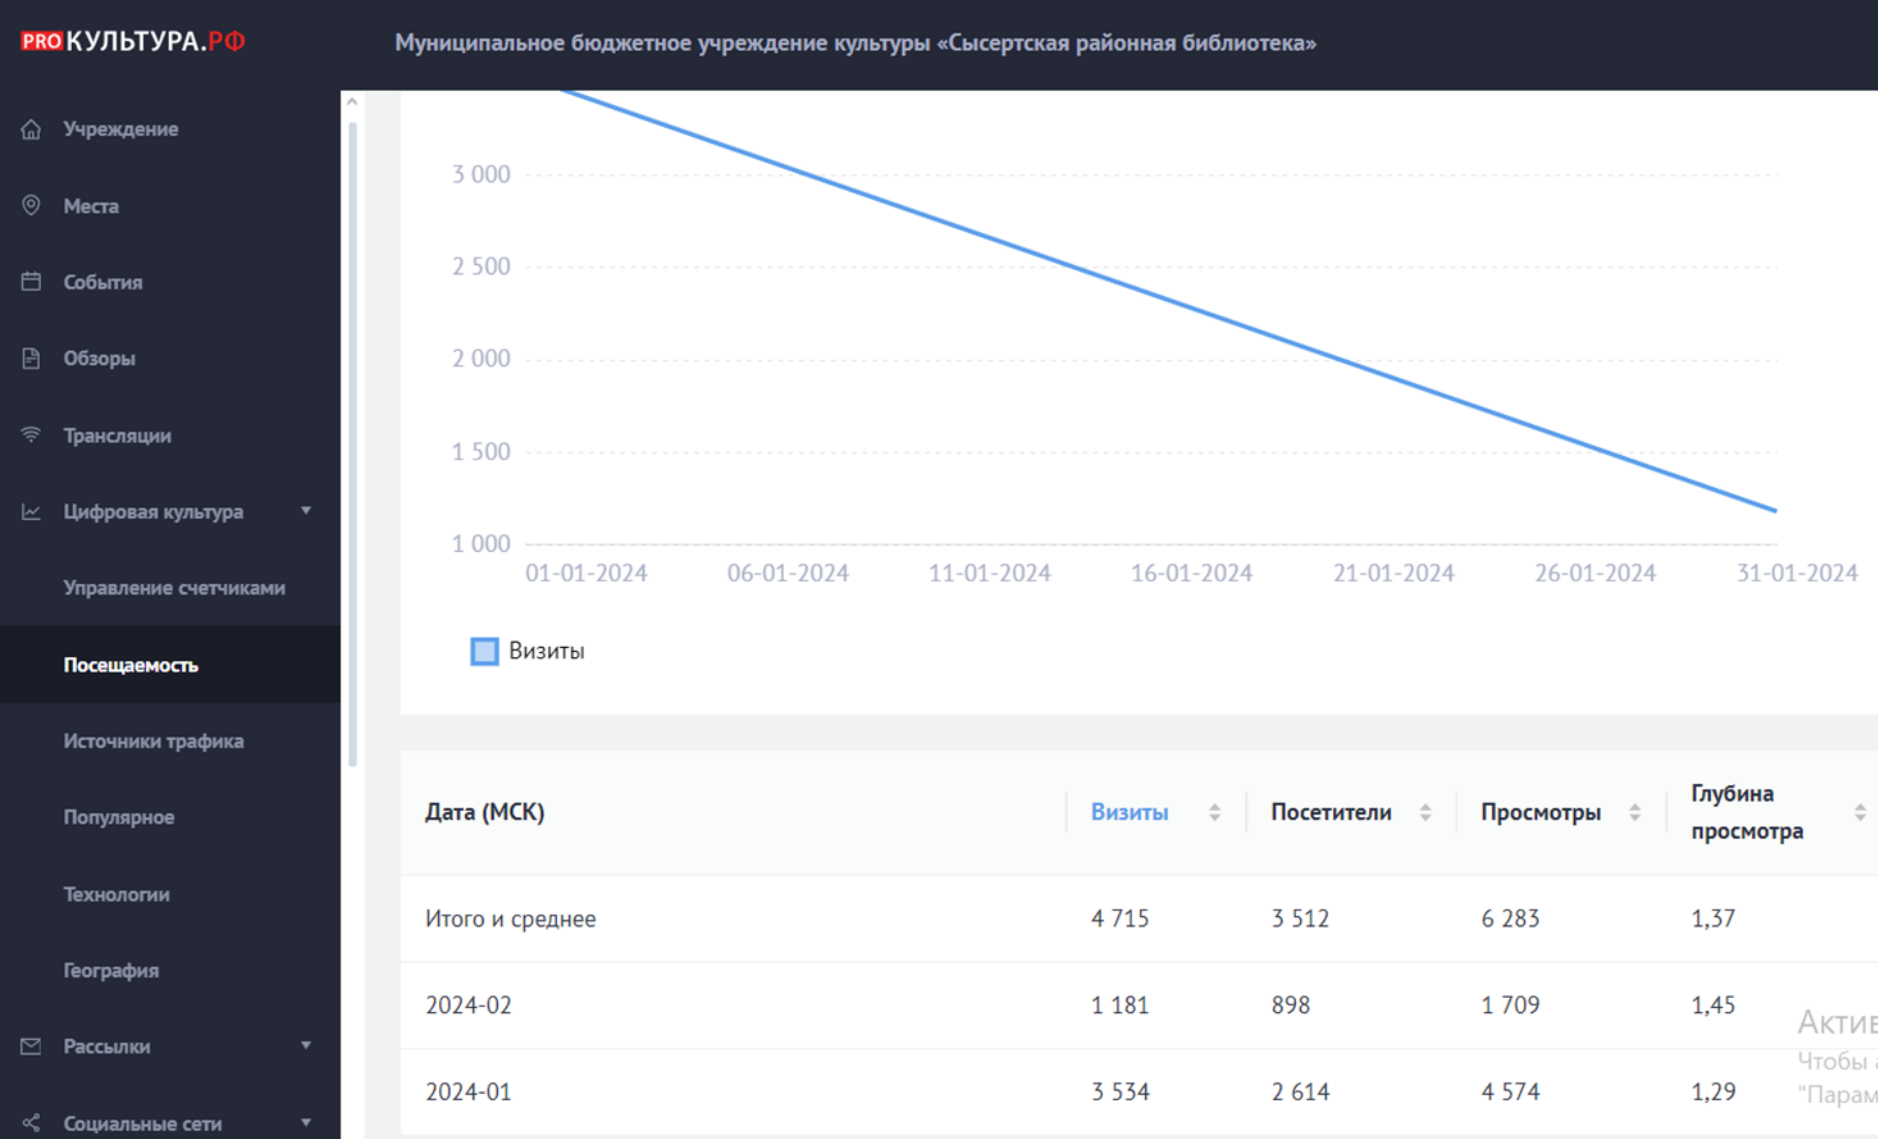 PRO КУЛЬТУРА.РФ
Муниципальное бюджетное учреждение культуры «Сысертская районная библиотека»
Учреждение
Места
События
Обзоры
Трансляции
Цифровая культура
Управление счетчиками
Посещаемость
Источники трафика
Популярное
Технологии
География
Рассылки
Социальные сети
3 000
2 500
2 000
1 500
1 000
01-01-2024 06-01-2024 11-01-2024 16-01-2024 21-01-2024 26-01-2024 31-01-2024
Визиты
Дата (МСК) Визиты Посетители Просмотры Глубина просмотра
Итого и среднее 4 715 3 512 6 283 1,37
2024-02 1 181 898 1 709 1,45
2024-01 3 534 2 614 4 574 1,29
Чтобы